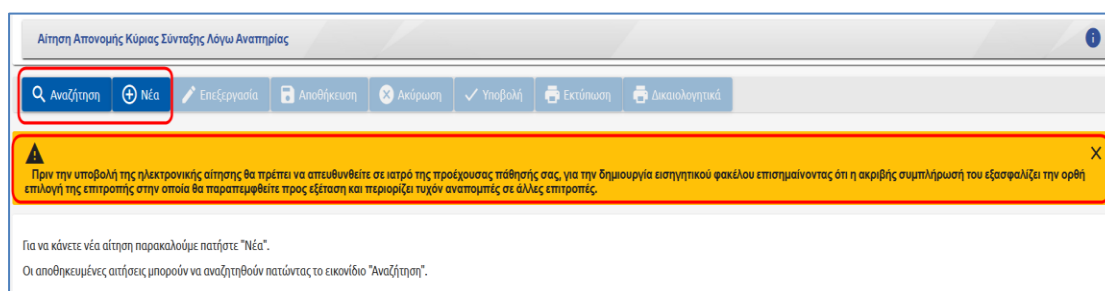 Αίτηση Απονομής Κύριας Σύνταξης Λόγω Αναπηρίας
Αναζήτηση Νέα Επεξεργασία Αποθήκευση Ακύρωση Υποβολή Εκτύπωση Δικαιολογητικά
Πριν την υποβολή της ηλεκτρονικής αίτησης θα πρέπει να απευθυνθείτε σε ιατρό της προέχουσας πάθησής σας, για την δημιουργία εισηγητικού φακέλου επισημαίνοντας ότι η ακριβής συμπλήρωσή του εξασφαλίζει την ορθή
επιλογή της επιτροπής στην οποία θα παραπεμφθείτε προς εξέταση και περιορίζει τυχόν αναπομπές σε άλλες επιτροπές.
Για να κάνετε νέα αίτηση παρακαλούμε πατήστε "Νέα".
Οι αποθηκευμένες αιτήσεις μπορούν να αναζητηθούν πατώντας το εικονίδιο "Αναζήτηση".